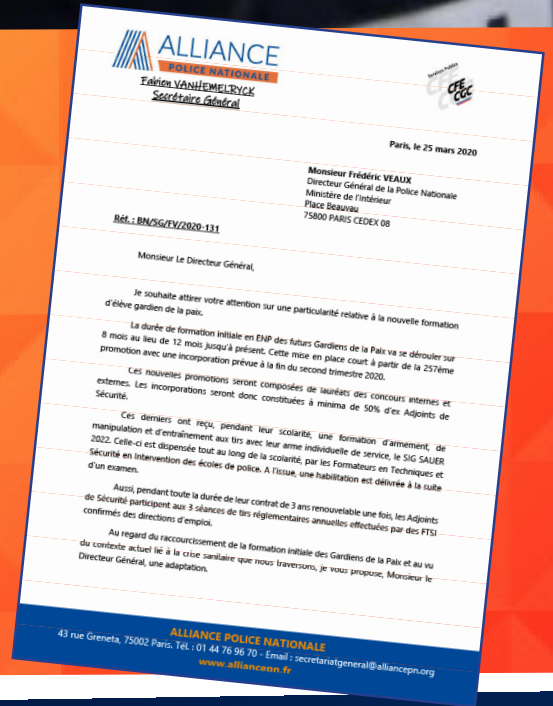 ALLIANCE
POLICE NATIONALE
Fabien VANHEMELRYCK
Secrétaire Général
Services Publics
CFE
CGC
Paris, le 25 mars 2020
Monsieur Frédéric VEAUX
Directeur Général de la Police Nationale
Ministère de l'Intérieur
Place Beauvau
75800 PARIS CEDEX 08
Réf. : BN/SG/FV/2020-131
Monsieur Le Directeur Général,
Je souhaite attirer votre attention sur une particularité relative à la nouvelle formation
d'élève gardien de la paix.
La durée de formation initiale en ENP des futurs Gardiens de la Paix va se dérouler sur
8 mois au lieu de 12 mois jusqu'à présent. Cette mise en place court à partir de la 257ème
promotion avec une incorporation prévue à la fin du second trimestre 2020.
Ces nouvelles promotions seront composées de lauréats des concours internes et
externes. Les incorporations seront donc constituées à minima de 50% d'ex Adjoints de
Sécurité.
Ces derniers ont reçu, pendant leur scolarité, une formation d'armement, de
manipulation et d'entraînement aux tirs avec leur arme individuelle de service, le SIG SAUER
2022. Celle-ci est dispensée tout au long de la scolarité, par les Formateurs en Techniques et
Sécurité en Intervention des écoles de police. A l'issue, une habilitation est délivrée à la suite
d'un examen.
Aussi, pendant toute la durée de leur contrat de 3 ans renouvelable une fois, les Adjoints
de Sécurité participent aux 3 séances de tirs réglementaires annuelles effectuées par des FTSI
confirmés des directions d'emploi.
Au regard du raccourcissement de la formation initiale des Gardiens de la Paix et au vu
du contexte actuel lié à la crise sanitaire que nous traversons, je vous propose, Monsieur le
Directeur Général, une adaptation.
ALLIANCE POLICE NATIONALE
43 rue Greneta, 75002 Paris. Tél. : 01 44 76 96 70 - Email : secretariatgeneral@alliancepn.org
www.alliancepn.fr